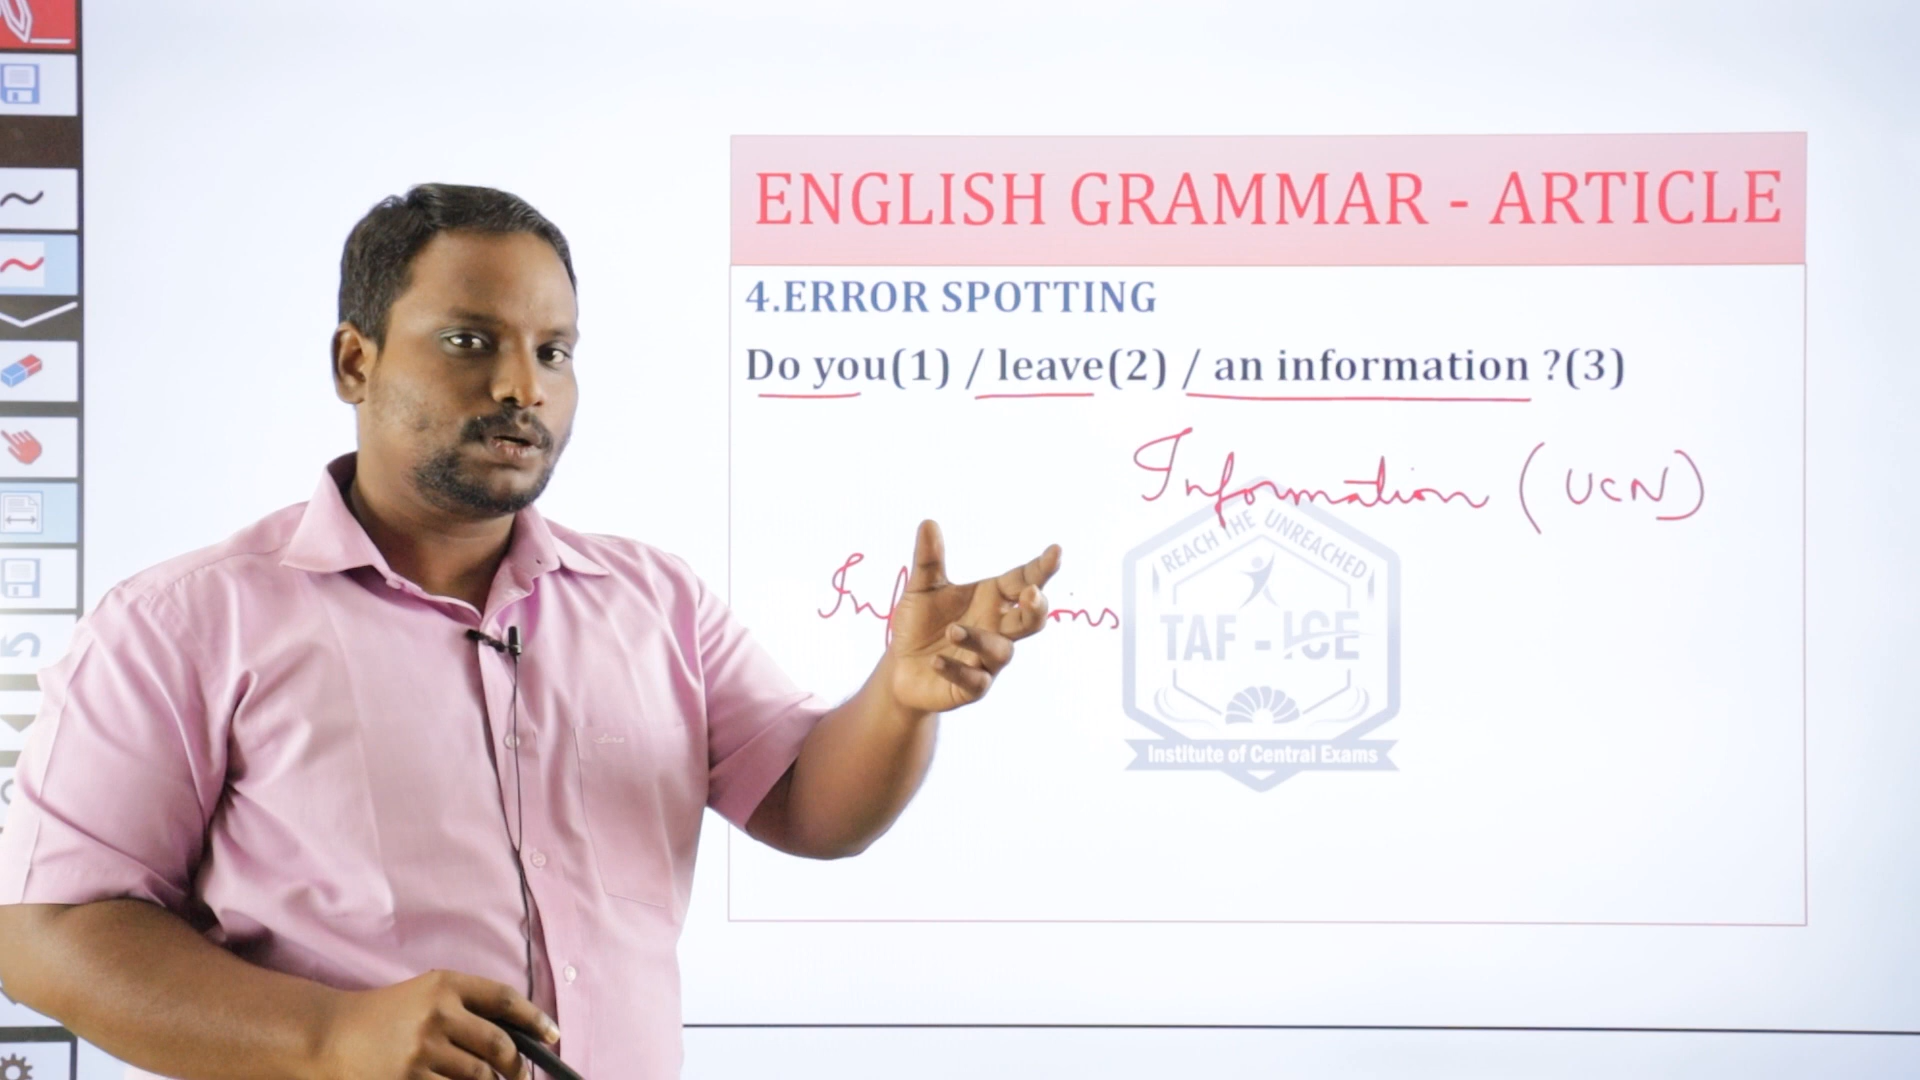 ENGLISH GRAMMAR - ARTICLE
4.ERROR SPOTTING
Do you(1) / leave(2) / an information ?(3)
Information (UCN)
REACH THE UNREACHED
TAF - ICE
Institute of Central Exams